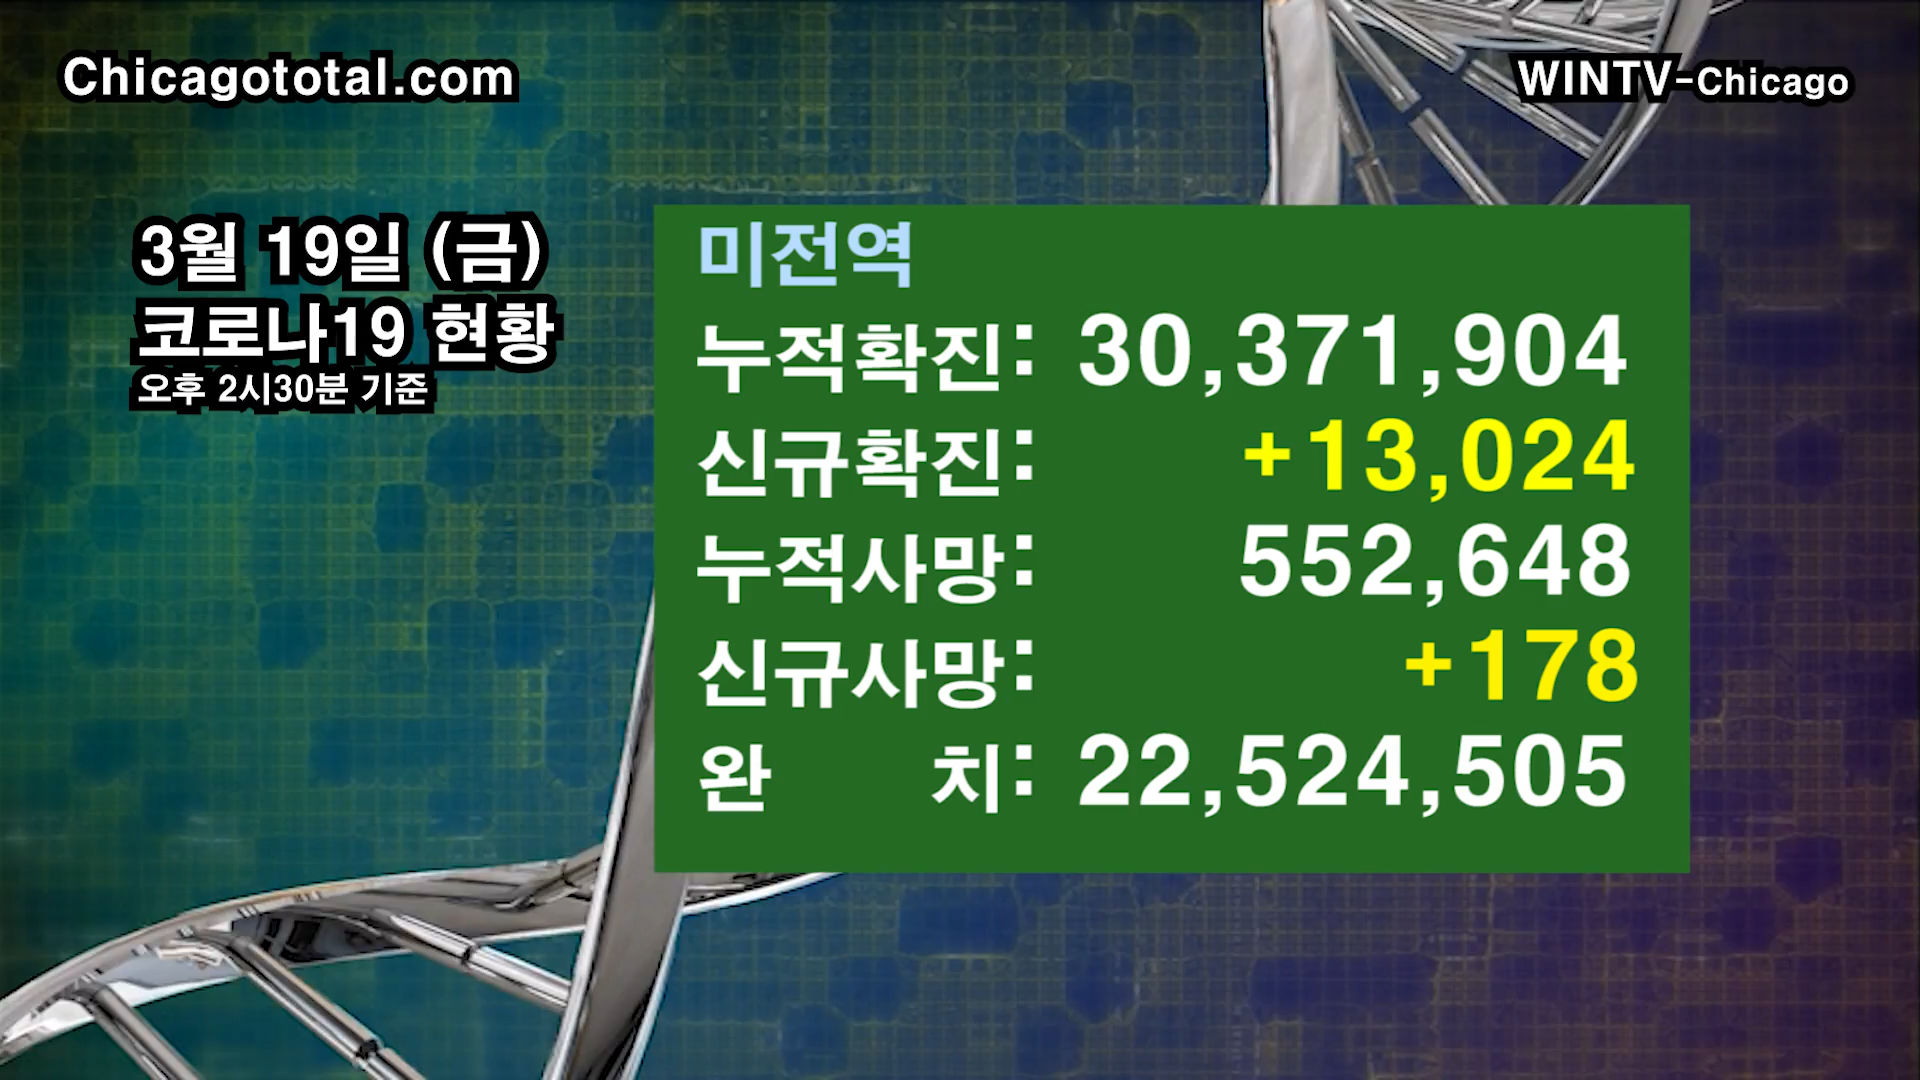 Chicagototal.com
WINTV-Chicago
3월 19일 (금)
코로나19 현황
오후 2시30분 기준
미전역
누적확진: 30,371,904
신규확진: +13,024
누적사망: 552,648
신규사망: +178
완 치: 22,524,505